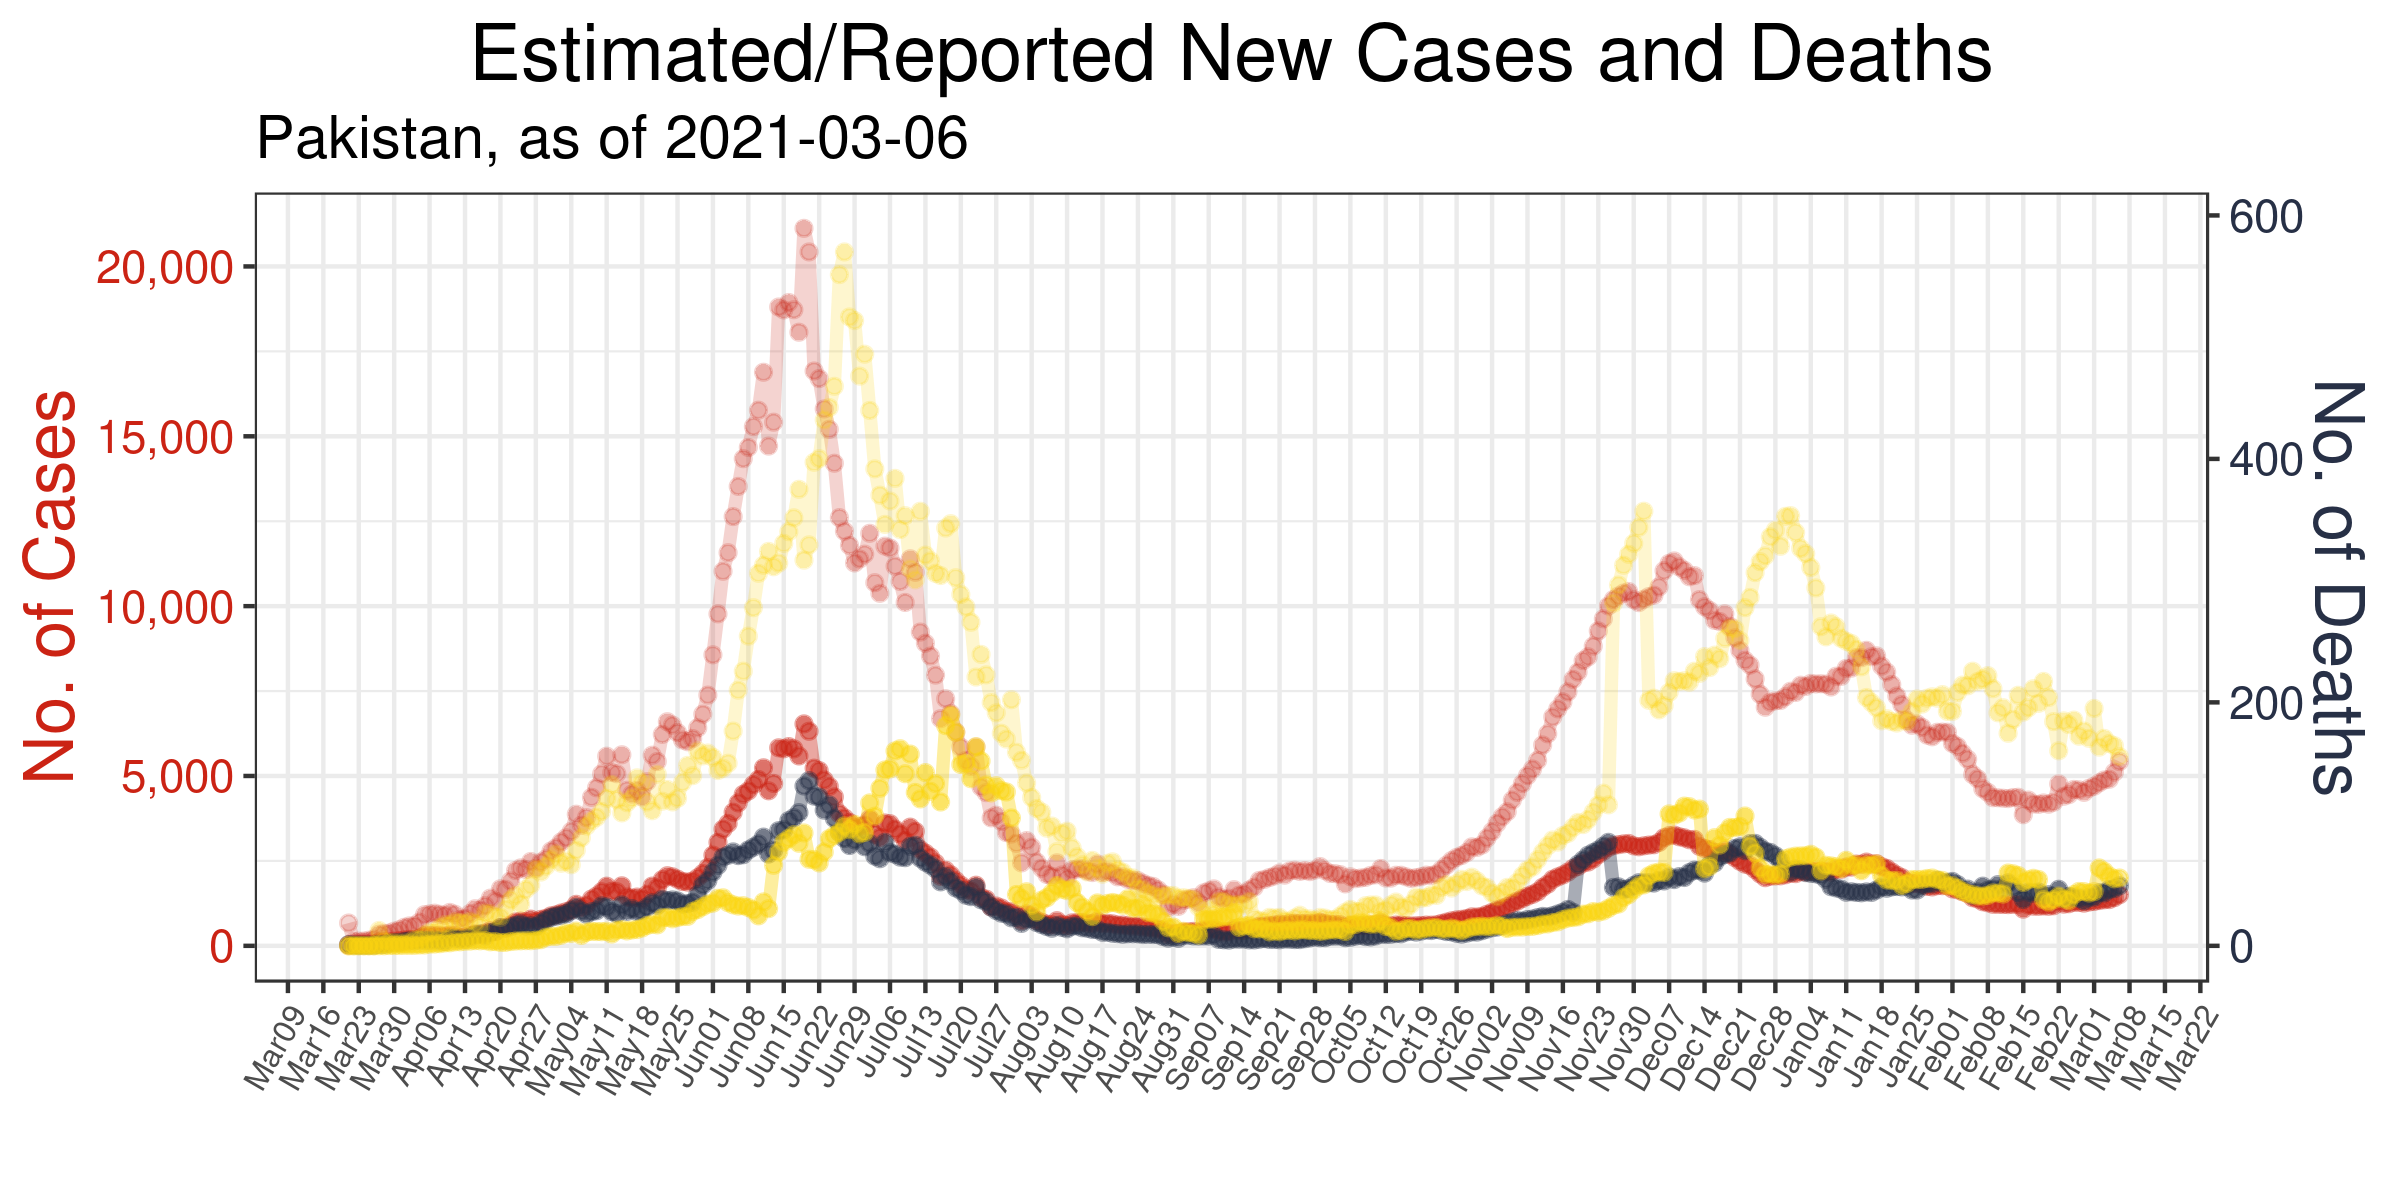 Estimated/Reported New Cases and Deaths
Pakistan, as of 2021-03-06
No. of Cases
20,000
15,000
10,000
5,000
0
600
400
200
0
No. of Deaths
Mar09
Mar16
Mar23
Mar30
Apr06
Apr13
Apr20
Apr27
May04
May11
May18
May25
Jun01
Jun08
Jun15
Jun22
Jun29
Jul06
Jul13
Jul20
Jul27
Aug03
Aug10
Aug17
Aug24
Aug31
Sep07
Sep14
Sep21
Sep28
Oct05
Oct12
Oct19
Oct26
Nov02
Nov09
Nov16
Nov23
Nov30
Dec07
Dec14
Dec21
Dec28
Dec04
Jan11
Jan18
Jan25
Feb01
Feb08
Feb15
Feb22
Mar01
Mar08
Mar15
Mar22